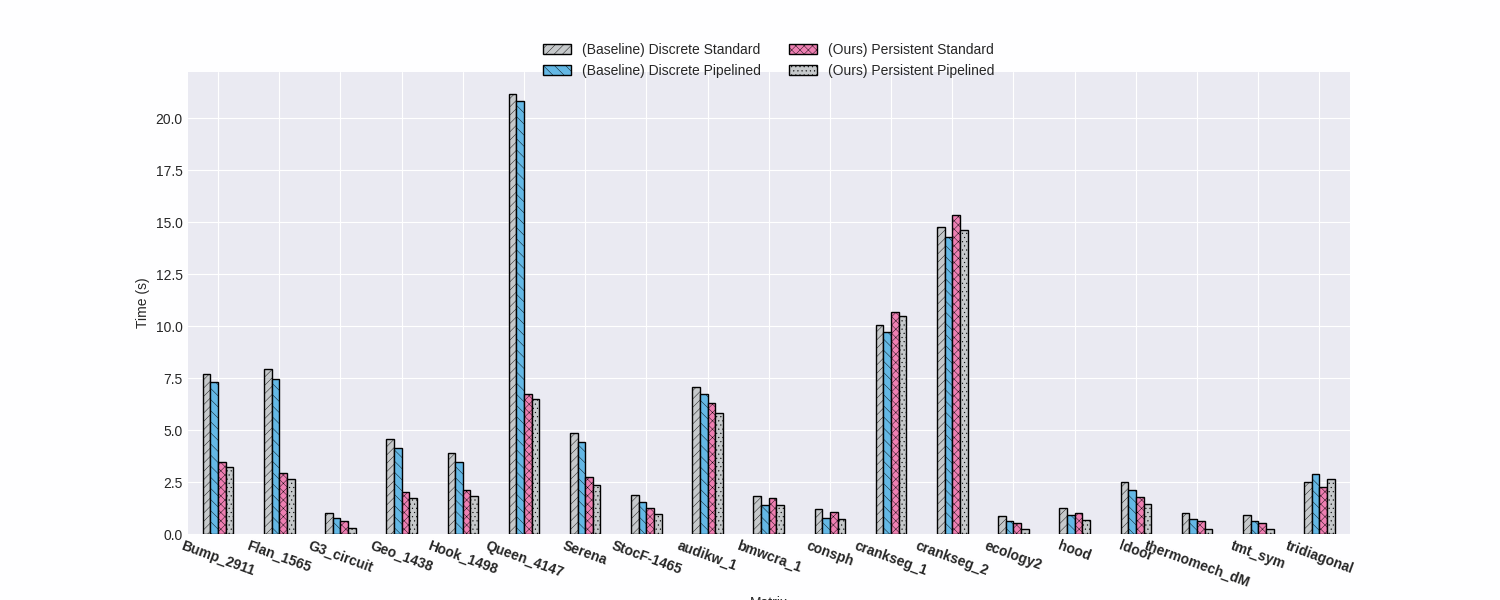 (Baseline) Discrete Standard
(Baseline) Discrete Pipelined
(Ours) Persistent Standard
(Ours) Persistent Pipelined
Time (s)
20.0
17.5
15.0
12.5
10.0
7.5
5.0
2.5
0.0
Bump_2911
Flan_1565
G3_circuit
Geo_1438
Hook_1498
Queen_4147
Serena
StocF-1465
audikw_1
bmwcra_1
consph
crankseg_1
crankseg_2
ecology2
hood
ldoor
thermomech_dM
tmt_sym
tridiagonal